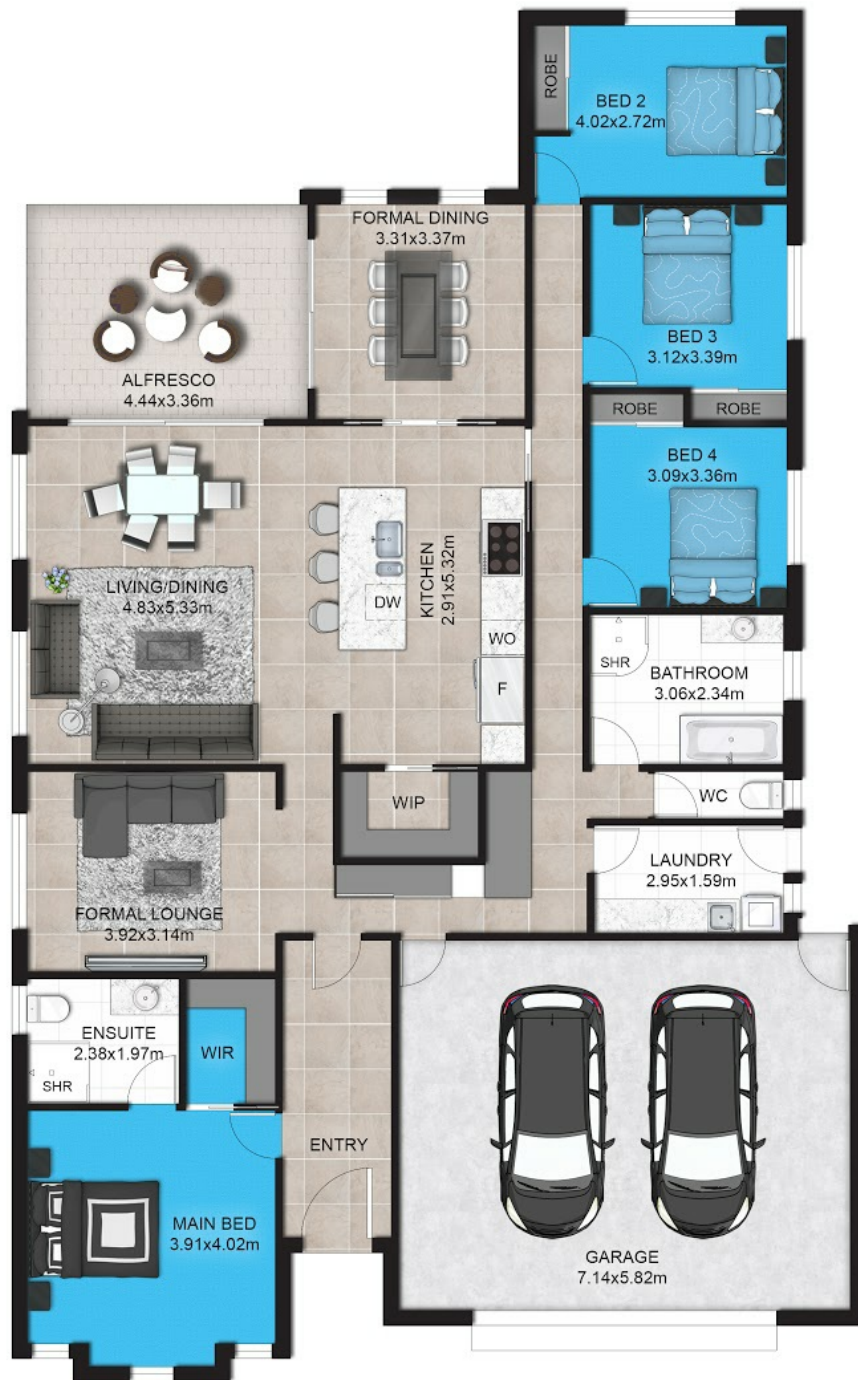 ROBE
BED 2
4.02x2.72m
FORMAL DINING
3.31x3.37m
BED 3
3.12x3.39m
ALFRESCO
4.44x3.36m
ROBE
ROBE
BED 4
3.09x3.36m
LIVING/DINING
4.83x5.33m
KITCHEN
2.91x5.32m
DW
WO
F
SHR
BATHROOM
3.06x2.34m
WIP
WC
LAUNDRY
2.95x1.59m
FORMAL LOUNGE
3.92x3.14m
ENSUITE
2.38x1.97m
SHR
WIR
ENTRY
MAIN BED
3.91x4.02m
GARAGE
7.14x5.82m